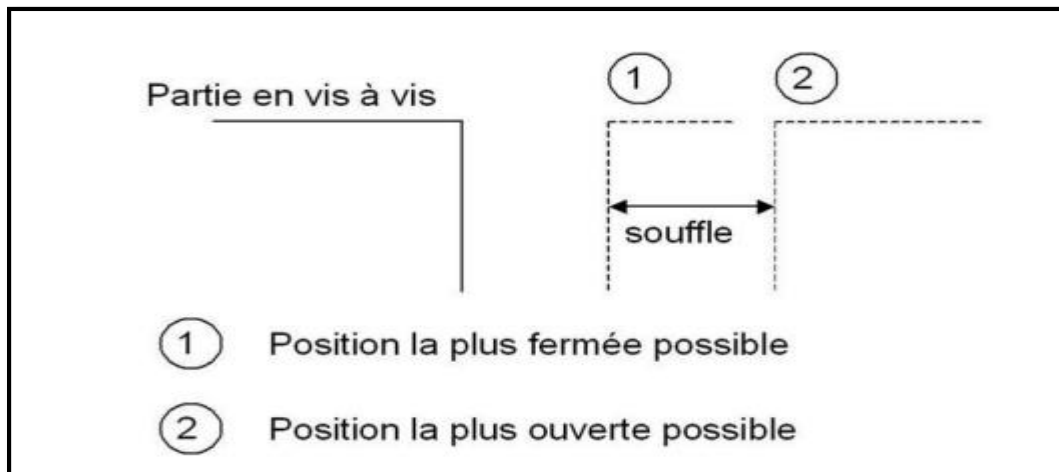 1 2
Partie en vis à vis
souffle
1 Position la plus fermée possible
2 Position la plus ouverte possible